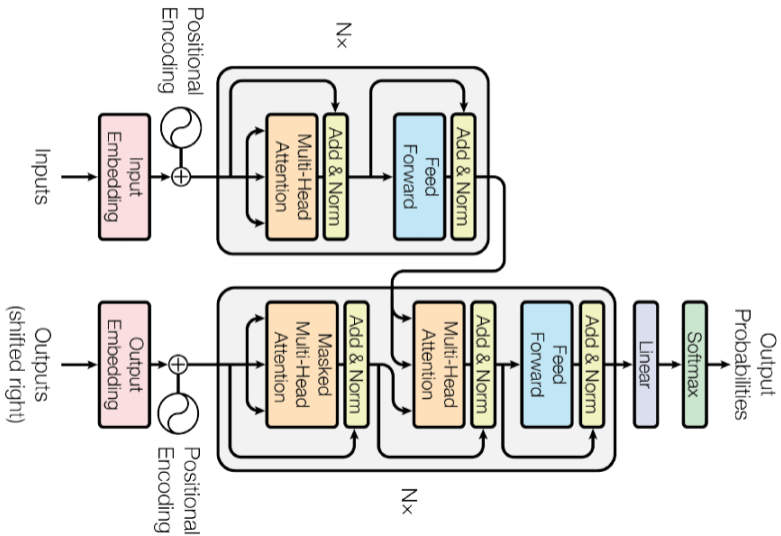 Output
Probabilities
Softmax
Linear
Add & Norm
Feed
Forward
Add & Norm
Multi-Head
Attention
Add & Norm
Masked
Multi-Head
Attention
Nx
Output
Embedding
Positional
Encoding
Outputs
(shifted right)
Add & Norm
Feed
Forward
Add & Norm
Multi-Head
Attention
Nx
Positional
Encoding
Input
Embedding
Inputs